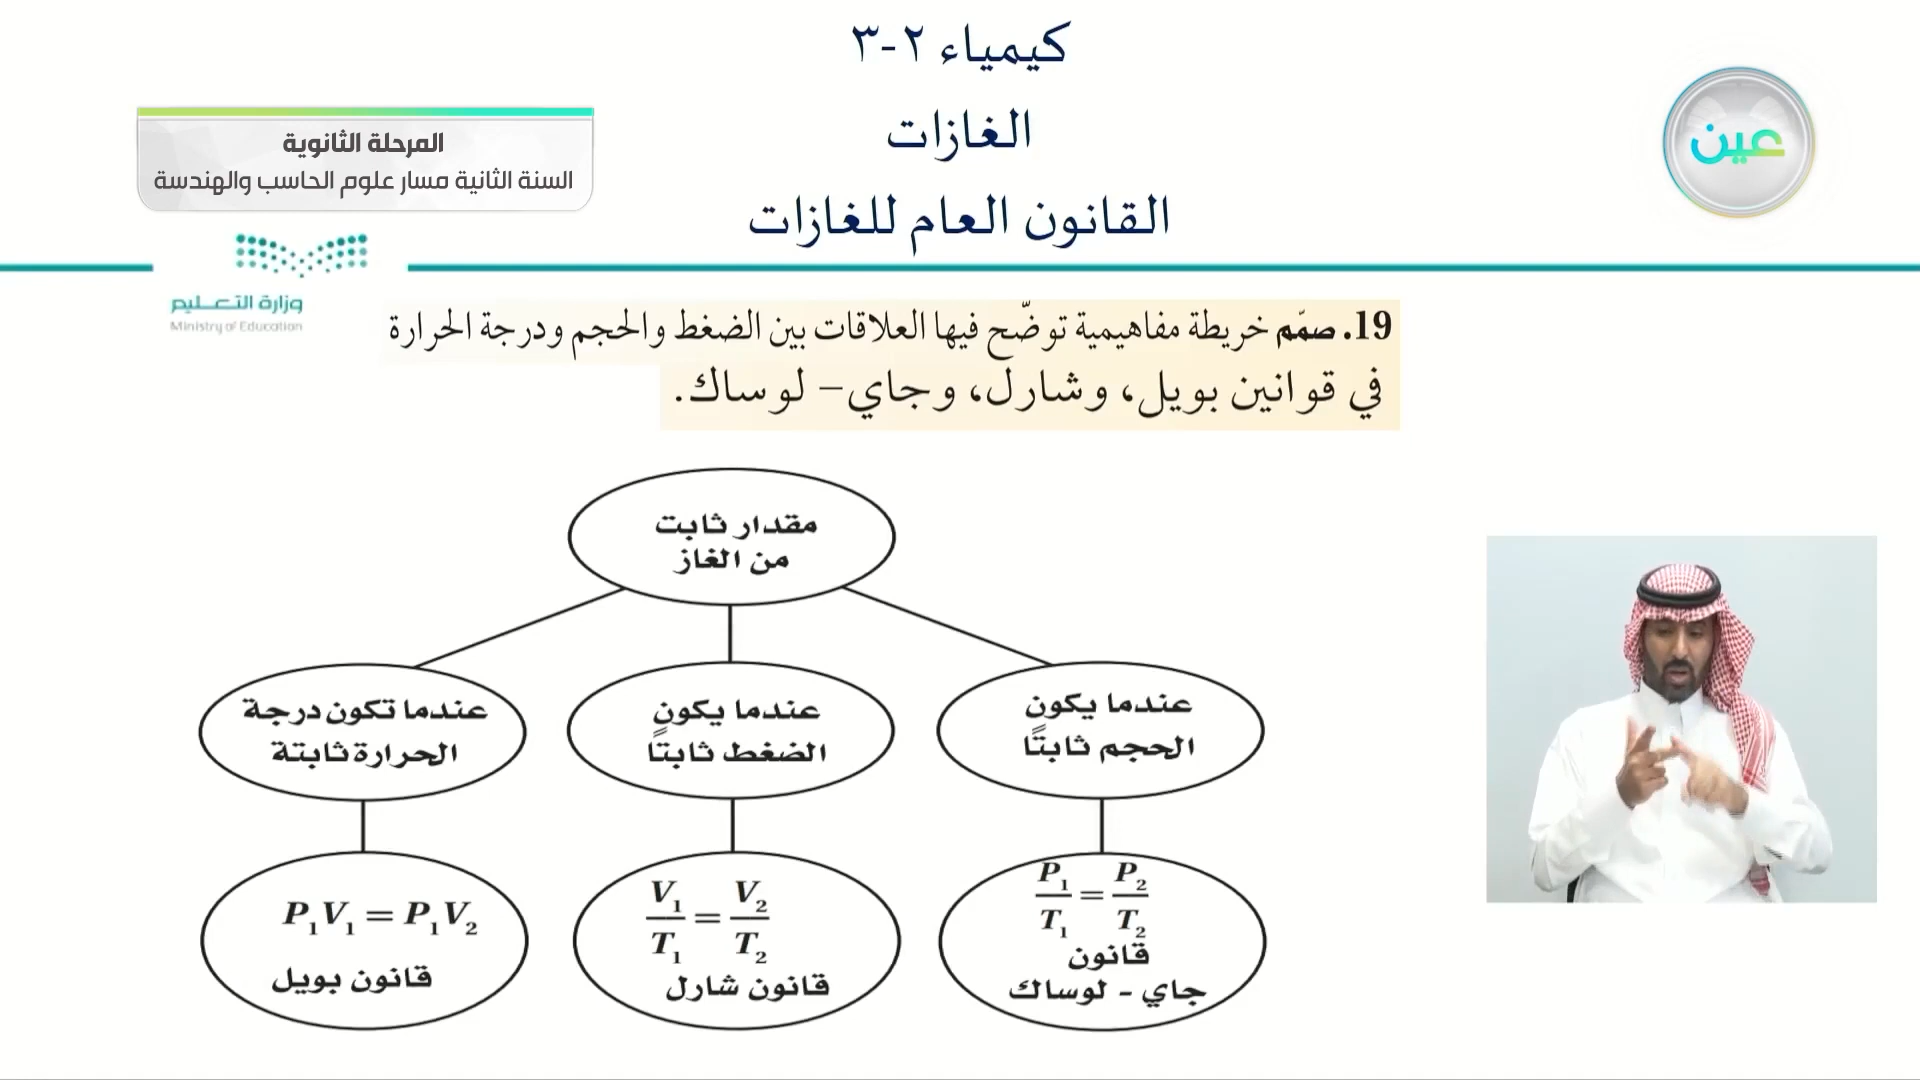 كيمياء ٢-٣
الغازات
القانون العام للغازات
المرحلة الثانوية
السنة الثانية مسار علوم الحاسب والهندسة
عين
وزارة التعليم
Ministry of Education
19. صمّم خريطة مفاهيمية توضّح فيها العلاقات بين الضغط والحجم ودرجة الحرارة
في قوانين بويل، وشارل، وجاي– لوساك.
مقدار ثابت
من الغاز
عندما يكون
الحجم ثابتًا
عندما يكون
الضغط ثابتًا
عندما تكون درجة
الحرارة ثابتة
P₁/T₁ = P₂/T₂
قانون
جاي - لوساك
V₁/T₁ = V₂/T₂
قانون شارل
P₁V₁ = P₁V₂
قانون بويل